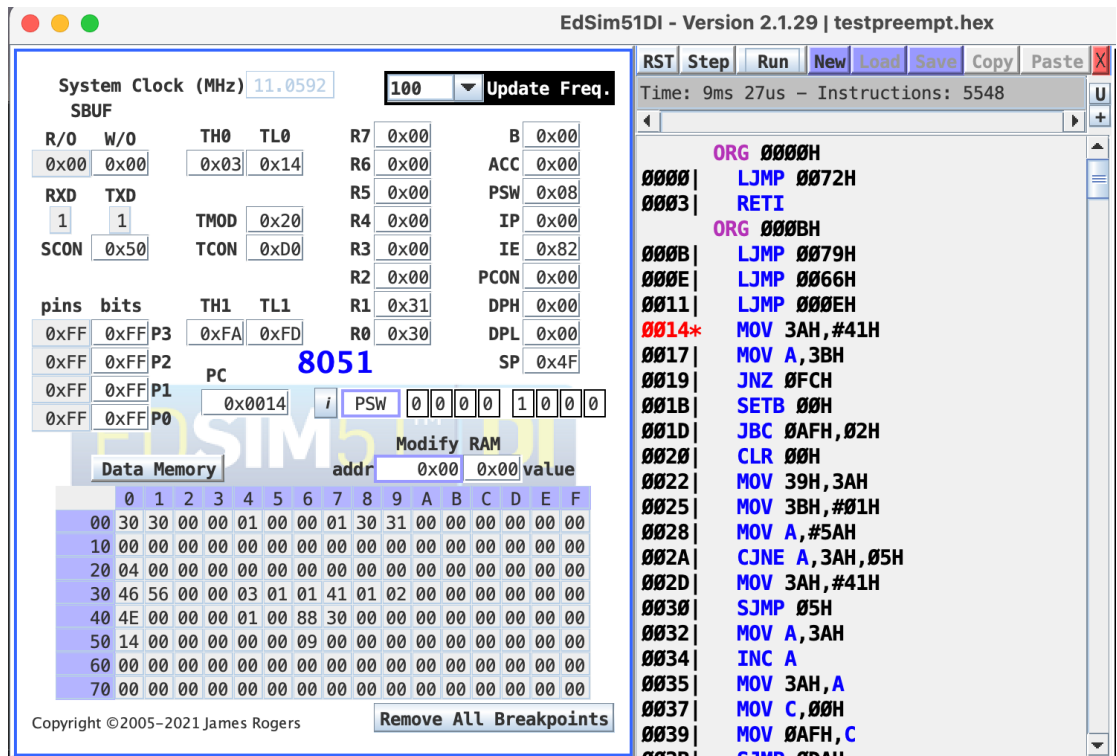 EdSim51DI - Version 2.1.29 | testpreempt.hex
System Clock (MHz) 11.0592 100 Update Freq.
SBUF
R/O W/O TH0 TL0 R7 0x00 B 0x00
0x00 0x00 0x03 0x14 R6 0x00 ACC 0x00
RXD TXD R5 0x00 PSW 0x08
1 1 TMOD 0x20 R4 0x00 IP 0x00
SCON 0x50 TCON 0xD0 R3 0x00 IE 0x82
R2 0x00 PCON 0x00
pins bits TH1 TL1 R1 0x31 DPH 0x00
0xFF 0xFF P3 0xFA 0xFD R0 0x30 DPL 0x00
0xFF 0xFF P2 PC 8051 SP 0x4F
0xFF 0xFF P1 0x0014 i PSW 0 0 0 0 1 0 0 0
0xFF 0xFF P0
EDSIM51 TM DI
Modify RAM
Data Memory addr 0x00 0x00 value
0 1 2 3 4 5 6 7 8 9 A B C D E F
00 30 30 00 00 01 00 00 01 30 31 00 00 00 00 00 00
10 00 00 00 00 00 00 00 00 00 00 00 00 00 00 00 00
20 04 00 00 00 00 00 00 00 00 00 00 00 00 00 00 00
30 46 56 00 00 03 01 01 41 01 02 00 00 00 00 00 00
40 4E 00 00 00 01 00 88 30 00 00 00 00 00 00 00 00
50 14 00 00 00 00 00 09 00 00 00 00 00 00 00 00 00
60 00 00 00 00 00 00 00 00 00 00 00 00 00 00 00 00
70 00 00 00 00 00 00 00 00 00 00 00 00 00 00 00 00
Copyright ©2005-2021 James Rogers Remove All Breakpoints
RST Step Run New Load Save Copy Paste X
Time: 9ms 27us - Instructions: 5548 U
+
ORG 0000H
0000| LJMP 0072H
0003| RETI
ORG 000BH
000B| LJMP 0079H
000E| LJMP 0066H
0011| LJMP 000EH
0014* MOV 3AH,#41H
0017| MOV A,3BH
0019| JNZ 0FCH
001B| SETB 00H
001D| JBC 0AFH,02H
0020| CLR 00H
0022| MOV 39H,3AH
0025| MOV 3BH,#01H
0028| MOV A,#5AH
002A| CJNE A,3AH,05H
002D| MOV 3AH,#41H
0030| SJMP 05H
0032| MOV A,3AH
0034| INC A
0035| MOV 3AH,A
0037| MOV C,00H
0039| MOV 0AFH,C
003B| SJMP 0DAH